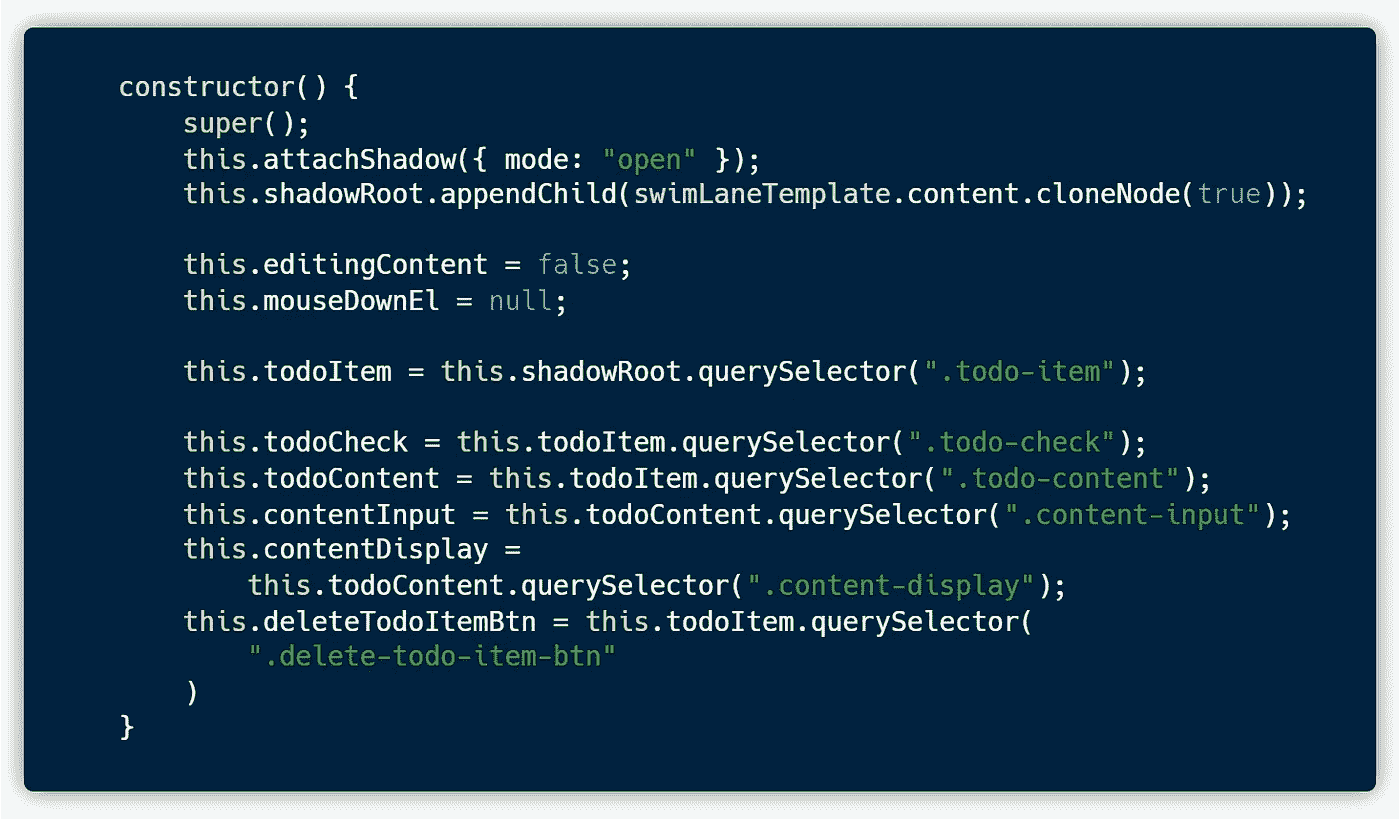 constructor() {
super();
this.attachShadow({ mode: "open" });
this.shadowRoot.appendChild(swimLaneTemplate.content.cloneNode(true));
this.editingContent = false;
this.mouseDownEl = null;
this.todoItem = this.shadowRoot.querySelector(".todo-item");
this.todoCheck = this.todoItem.querySelector(".todo-check");
this.todoContent = this.todoItem.querySelector(".todo-content");
this.contentInput = this.todoContent.querySelector(".content-input");
this.contentDisplay =
this.todoContent.querySelector(".content-display");
this.deleteTodoItemBtn = this.todoItem.querySelector(
".delete-todo-item-btn"
)
}